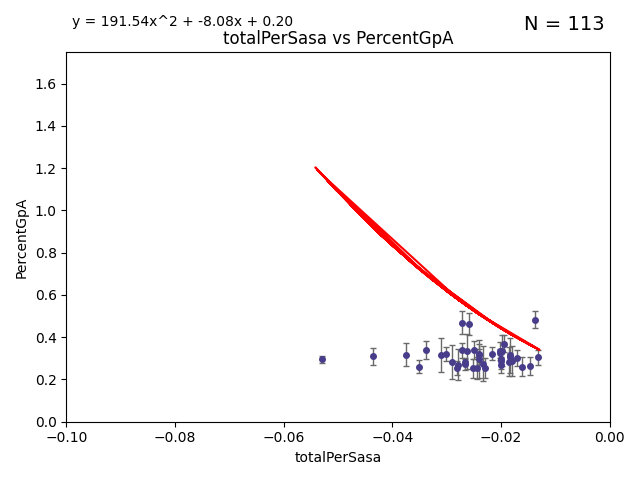 y = 191.54x^2 + -8.08x + 0.20
N = 113
totalPerSasa vs PercentGpA
1.6
1.4
1.2
1.0
0.8
0.6
0.4
0.2
0.0
PercentGpA
−0.10 −0.08 −0.06 −0.04 −0.02 0.00
totalPerSasa